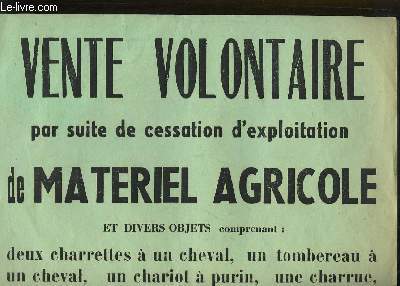 Le-livre.com
VENTE VOLONTAIRE
par suite de cessation d'exploitation
de MATERIEL AGRICOLE
ET DIVERS OBJETS comprenant :
deux charrettes à un cheval, un tombereau à
un cheval, un chariot à purin, une charrue,